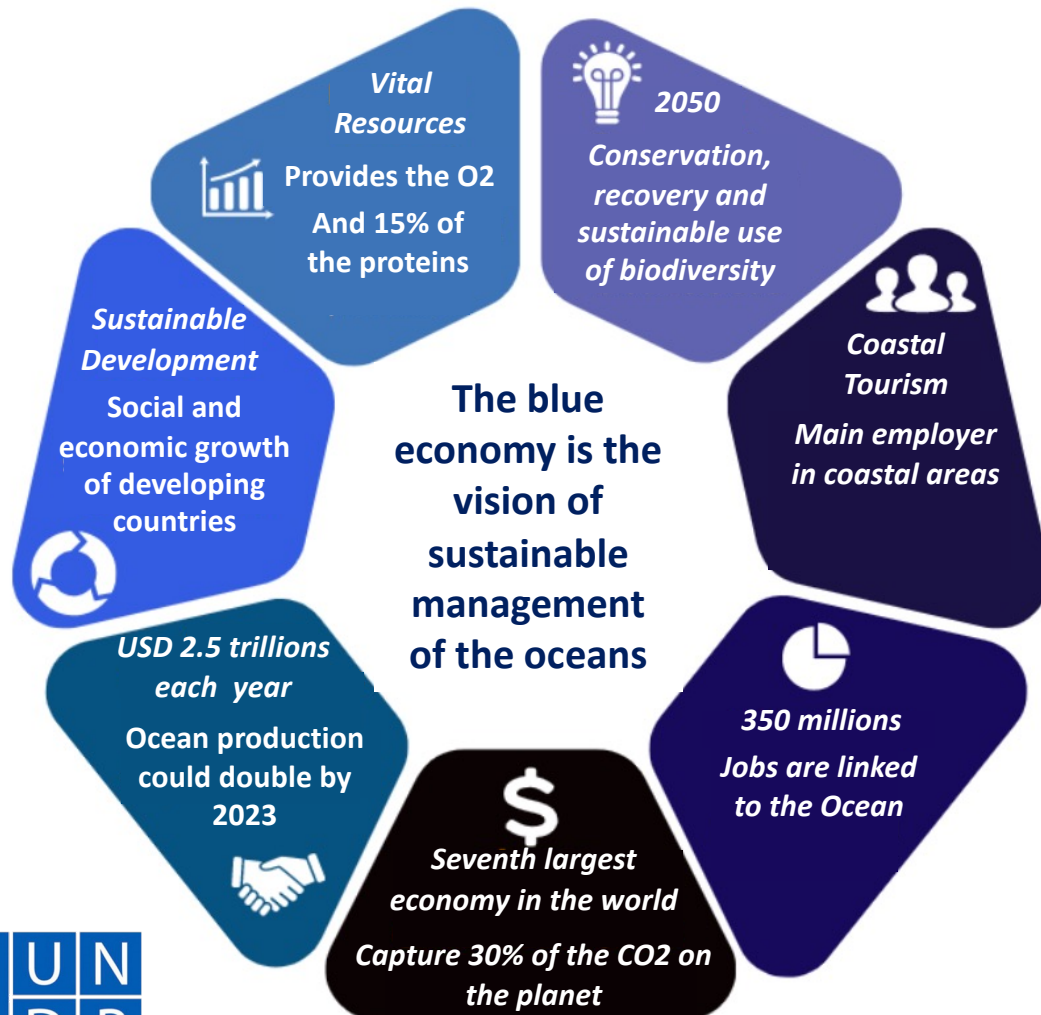 Vital
Resources
Provides the O2
And 15% of
the proteins
2050
Conservation,
recovery and
sustainable use
of biodiversity
Coastal
Tourism
Main employer
in coastal areas
350 millions
Jobs are linked
to the Ocean
$
Seventh largest
economy in the world
Capture 30% of the CO2 on
the planet
USD 2.5 trillions
each year
Ocean production
could double by
2023
Sustainable
Development
Social and
economic growth
of developing
countries
The blue
economy is the
vision of
sustainable
management
of the oceans
U N